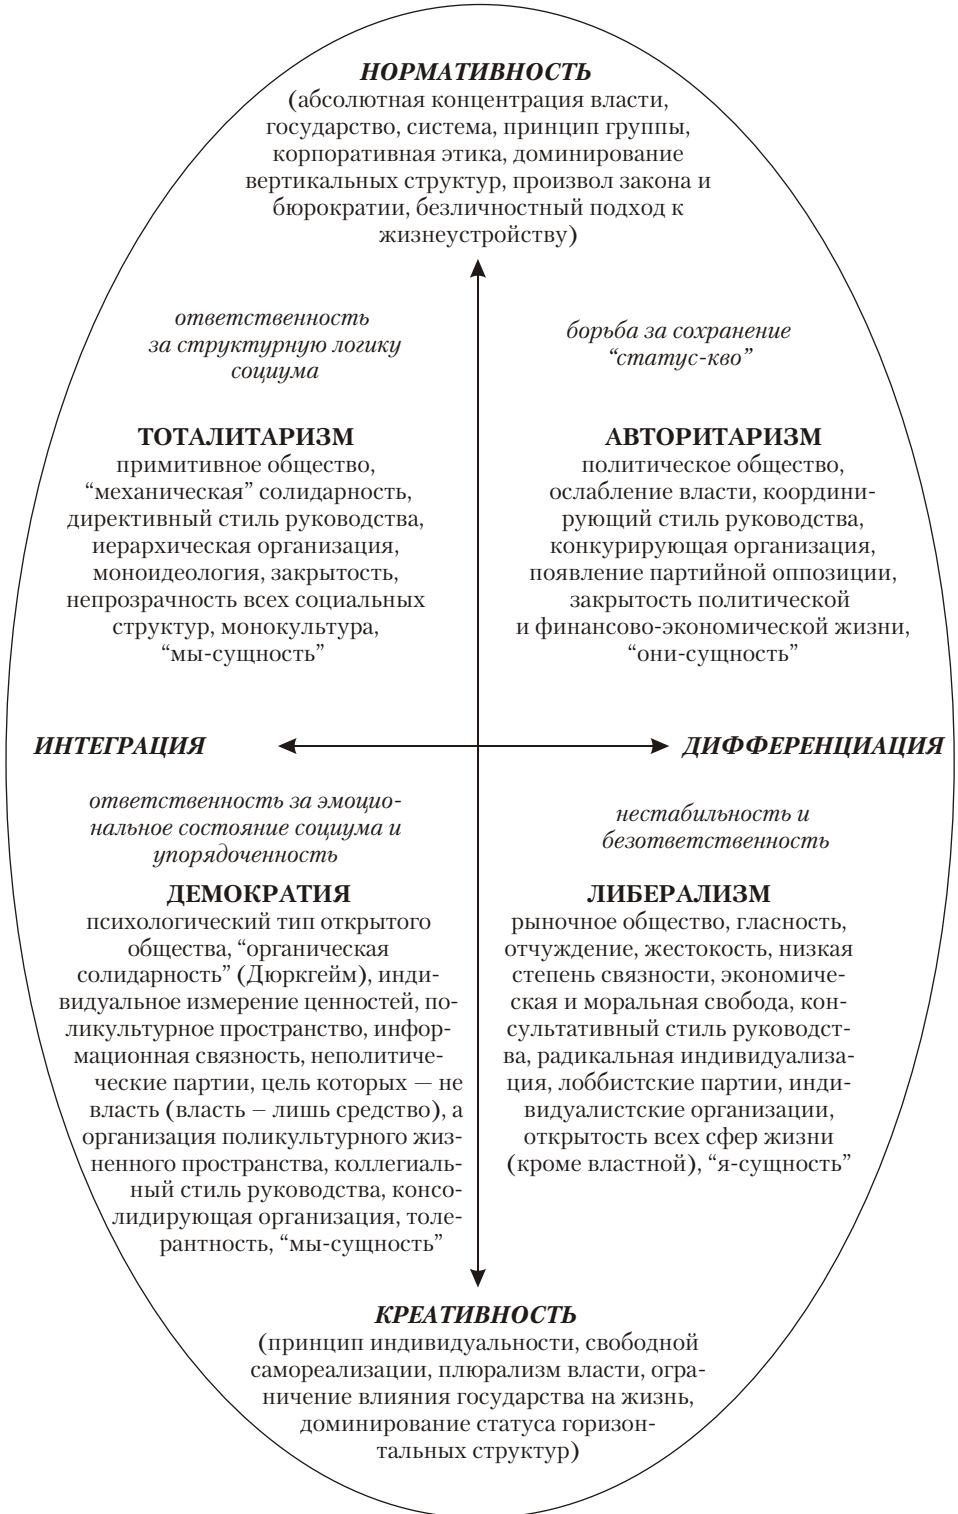 НОРМАТИВНОСТЬ
(абсолютная концентрация власти,
государство, система, принцип группы,
корпоративная этика, доминирование
вертикальных структур, произвол закона и
бюрократии, безличностный подход к
жизнеустройству)
ответственность
за структурную логику
социума
борьба за сохранение
“статус-кво”
ТОТАЛИТАРИЗМ
примитивное общество,
“механическая” солидарность,
директивный стиль руководства,
иерархическая организация,
моноидеология, закрытость,
непрозрачность всех социальных
структур, монокультура,
“мы-сущность”
АВТОРИТАРИЗМ
политическое общество,
ослабление власти, координи-
рующий стиль руководства,
конкурирующая организация,
появление партийной оппозиции,
закрытость политической
и финансово-экономической жизни,
“они-сущность”
ИНТЕГРАЦИЯ
ДИФФЕРЕНЦИАЦИЯ
ответственность за эмоцио-
нальное состояние социума и
упорядоченность
нестабильность и
безответственность
ДЕМОКРАТИЯ
психологический тип открытого
общества, “органическая
солидарность” (Дюркгейм), инди-
видуальное измерение ценностей, по-
ликультурное пространство, инфор-
мационная связность, неполитиче-
ческие партии, цель которых — не
власть (власть – лишь средство), а
организация поликультурного жиз-
ненного пространства, коллегиаль-
ный стиль руководства, консо-
лидирующая организация, толе-
рантность, “мы-сущность”
ЛИБЕРАЛИЗМ
рыночное общество, гласность,
отчуждение, жестокость, низкая
степень связности, экономиче-
ская и моральная свобода, кон-
сультативный стиль руководст-
ва, радикальная индивидуализа-
ция, лоббистские партии, инди-
видуалистские организации,
открытость всех сфер жизни
(кроме властной), “я-сущность”
КРЕАТИВНОСТЬ
(принцип индивидуальности, свободной
самореализации, плюрализм власти, огра-
ничение влияния государства на жизнь,
доминирование статуса горизон-
тальных структур)